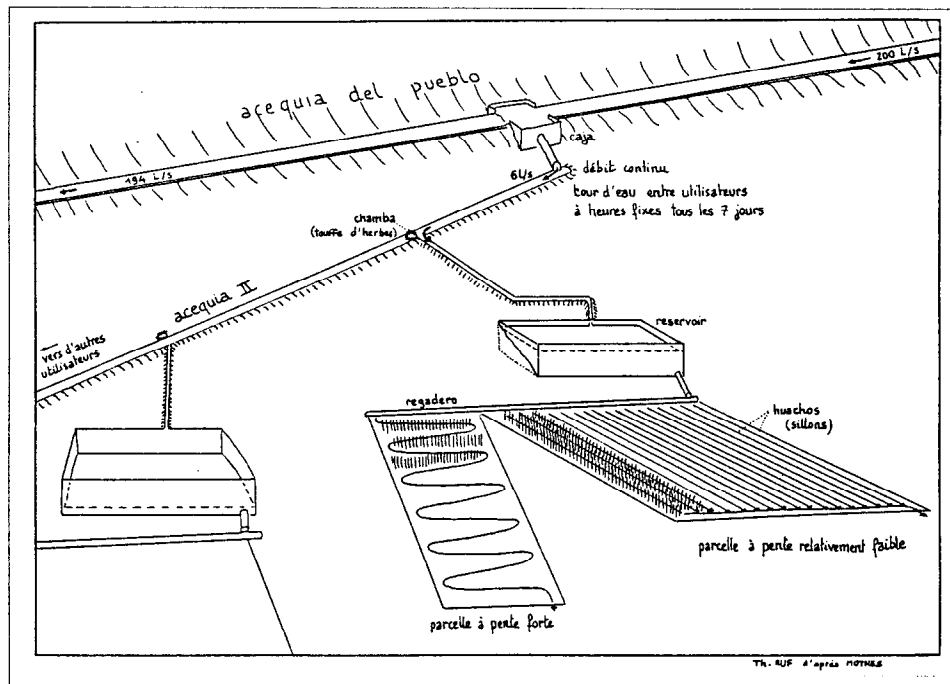 ← 200 L/s
acequia del pueblo
caja
← 194 L/s
6L/s
débit continu
tour d'eau entre utilisateurs
à heures fixes tous les 7 jours
chamba
(touffe d'herbes)
acequia II
reservoir
←
vers d'autres
utilisateurs
regadero
huachos
(sillons)
parcelle à pente relativement faible
parcelle à pente forte
Th. RUF d'après MOTHES